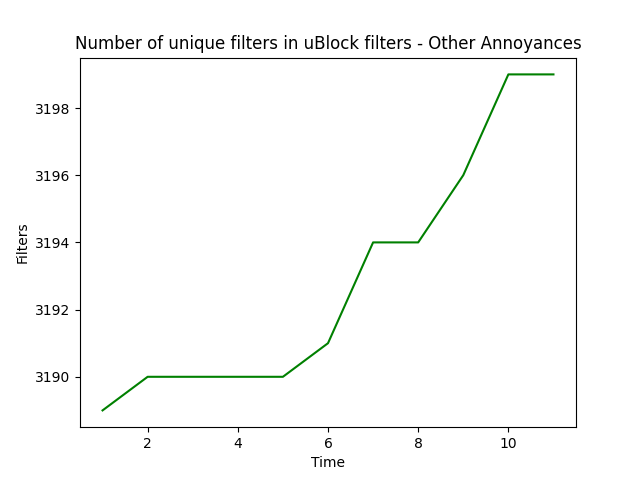 Number of unique filters in uBlock filters - Other Annoyances
3198
3196
3194
3192
3190
Filters
2 4 6 8 10
Time